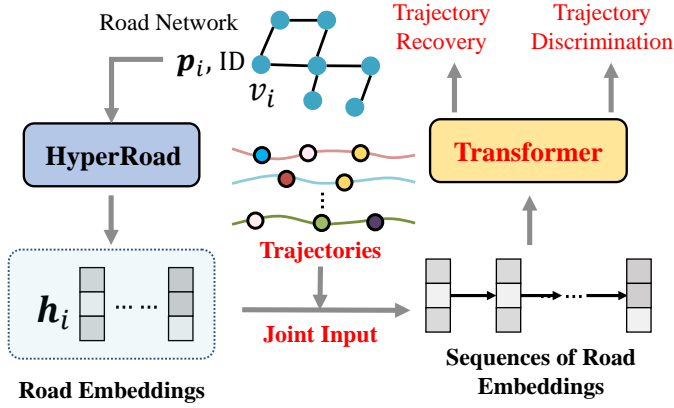 Road Network
p_i, ID
v_i
HyperRoad
h_i
... ...
Road Embeddings
Trajectories
Joint Input
Trajectory
Recovery
Trajectory
Discrimination
Transformer
...
Sequences of Road
Embeddings